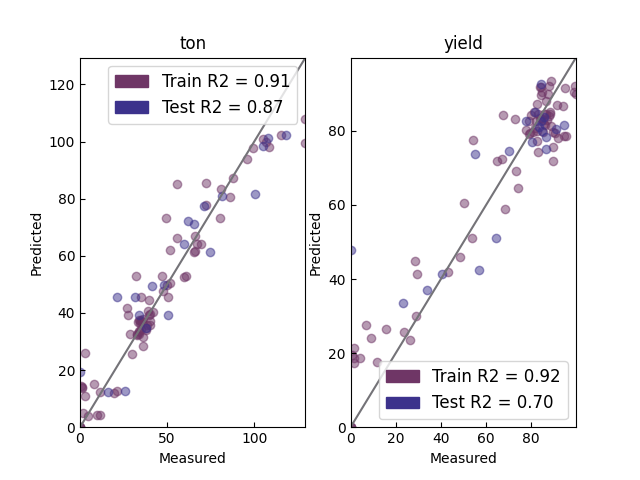 ton
yield
Train R2 = 0.91
Test R2 = 0.87
Train R2 = 0.92
Test R2 = 0.70
Predicted
Predicted
0
20
40
60
80
100
120
0
20
40
60
80
0
50
100
0
20
40
60
80
Measured
Measured